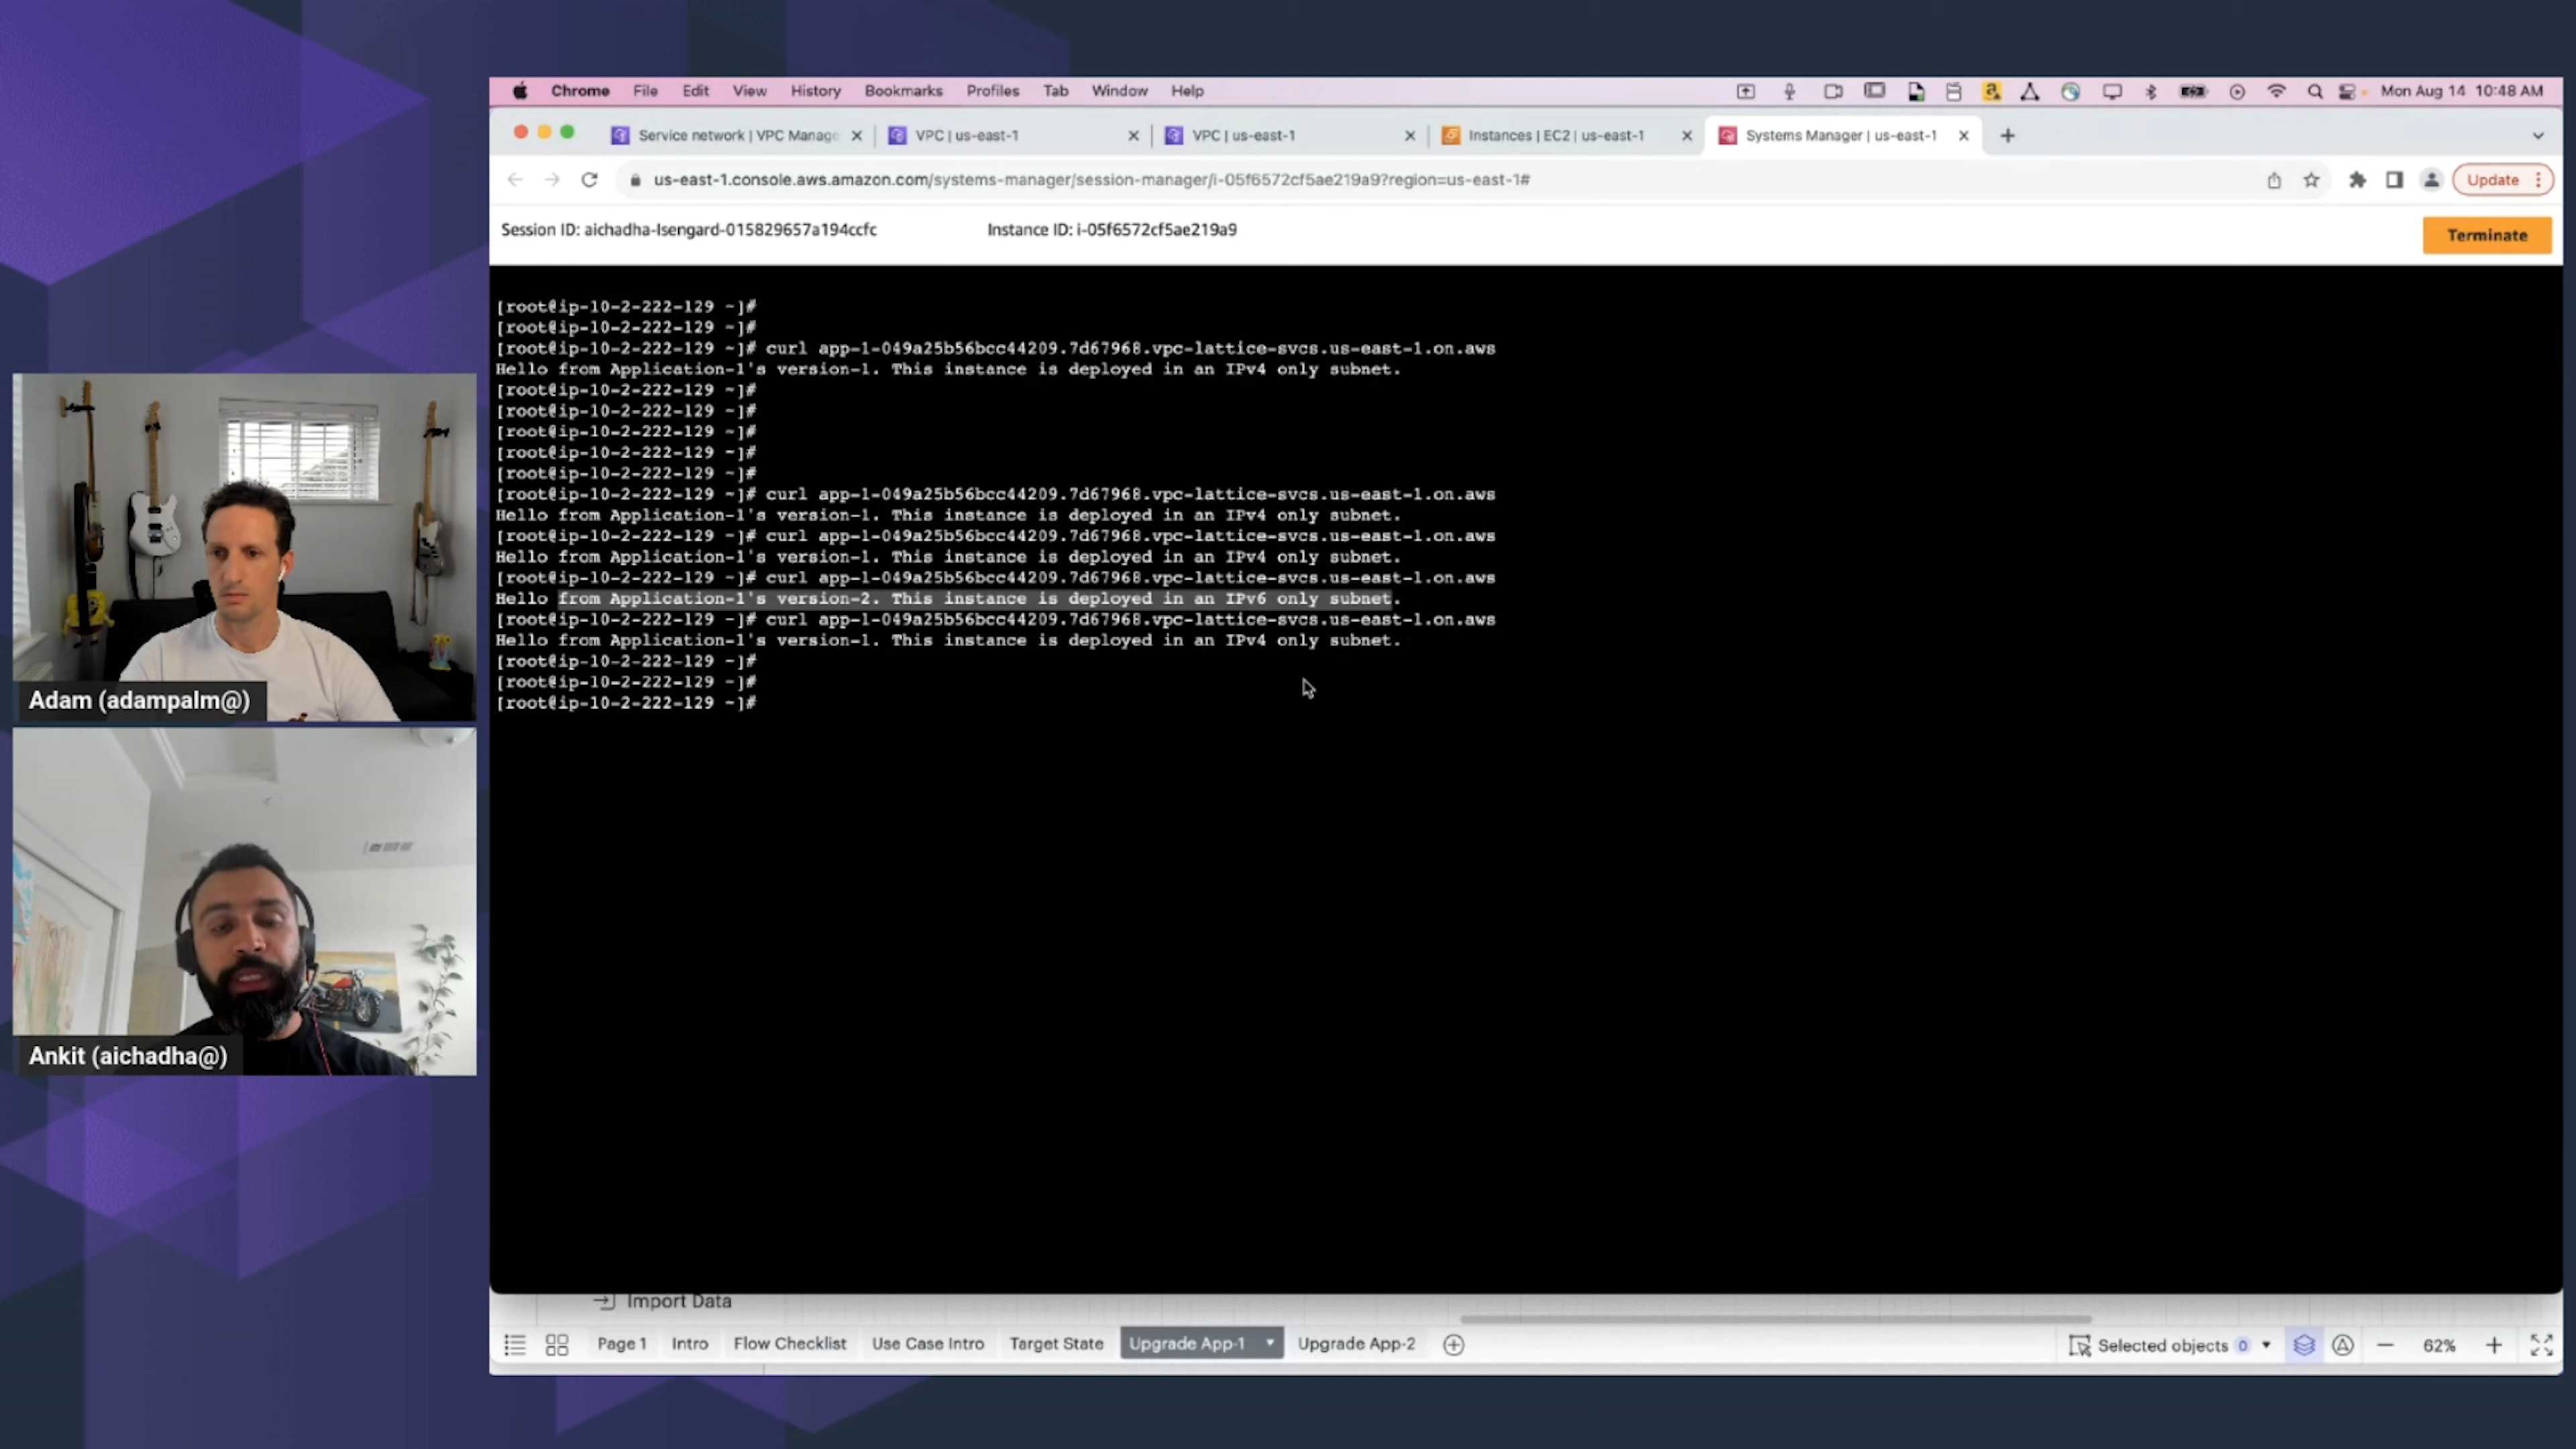 Chrome File Edit View History Bookmarks Profiles Tab Window Help Mon Aug 14 10:48 AM
Service network | VPC Manage VPC | us-east-1 VPC | us-east-1 Instances | EC2 | us-east-1 Systems Manager | us-east-1
us-east-1.console.aws.amazon.com/systems-manager/session-manager/i-05f6572cf5ae219a9?region=us-east-1# Update
Session ID: aichadha-Isengard-015829657a194ccfc Instance ID: i-05f6572cf5ae219a9 Terminate
[root@ip-10-2-222-129 ~]#
[root@ip-10-2-222-129 ~]#
[root@ip-10-2-222-129 ~]# curl app-1-049a25b56bcc44209.7d67968.vpc-lattice-svcs.us-east-1.on.aws
Hello from Application-1's version-1. This instance is deployed in an IPv4 only subnet.
[root@ip-10-2-222-129 ~]#
[root@ip-10-2-222-129 ~]#
[root@ip-10-2-222-129 ~]#
[root@ip-10-2-222-129 ~]#
[root@ip-10-2-222-129 ~]#
[root@ip-10-2-222-129 ~]# curl app-1-049a25b56bcc44209.7d67968.vpc-lattice-svcs.us-east-1.on.aws
Hello from Application-1's version-1. This instance is deployed in an IPv4 only subnet.
[root@ip-10-2-222-129 ~]# curl app-1-049a25b56bcc44209.7d67968.vpc-lattice-svcs.us-east-1.on.aws
Hello from Application-1's version-1. This instance is deployed in an IPv4 only subnet.
[root@ip-10-2-222-129 ~]# curl app-1-049a25b56bcc44209.7d67968.vpc-lattice-svcs.us-east-1.on.aws
Hello from Application-1's version-2. This instance is deployed in an IPv6 only subnet.
[root@ip-10-2-222-129 ~]# curl app-1-049a25b56bcc44209.7d67968.vpc-lattice-svcs.us-east-1.on.aws
Hello from Application-1's version-1. This instance is deployed in an IPv4 only subnet.
[root@ip-10-2-222-129 ~]#
[root@ip-10-2-222-129 ~]#
[root@ip-10-2-222-129 ~]#
Adam (adampalm@)
Ankit (aichadha@)
Import Data
Page 1 Intro Flow Checklist Use Case Intro Target State Upgrade App-1 Upgrade App-2 Selected objects 0 62%